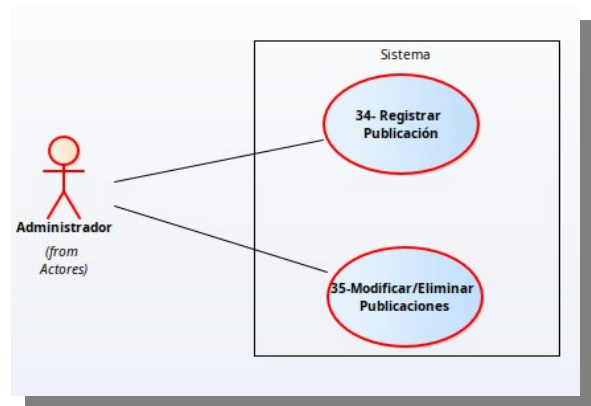 Sistema
34- Registrar
Publicación
Administrador
(from
Actores)
35-Modificar/Eliminar
Publicaciones